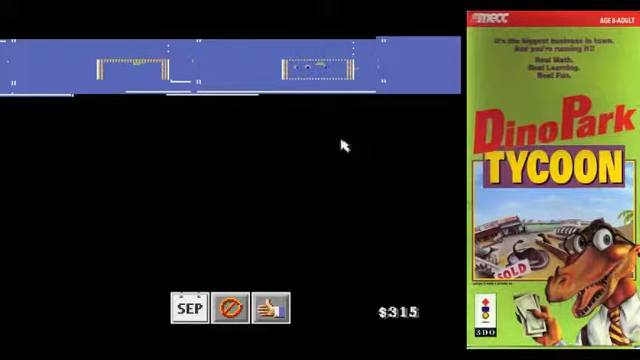 mecc
AGE 8-ADULT
It's the biggest business in town.
And you're running it!
Real Math.
Real Learning.
Real Fun.
DinoPark
TYCOON
SOLD
3DO
SEP
$315